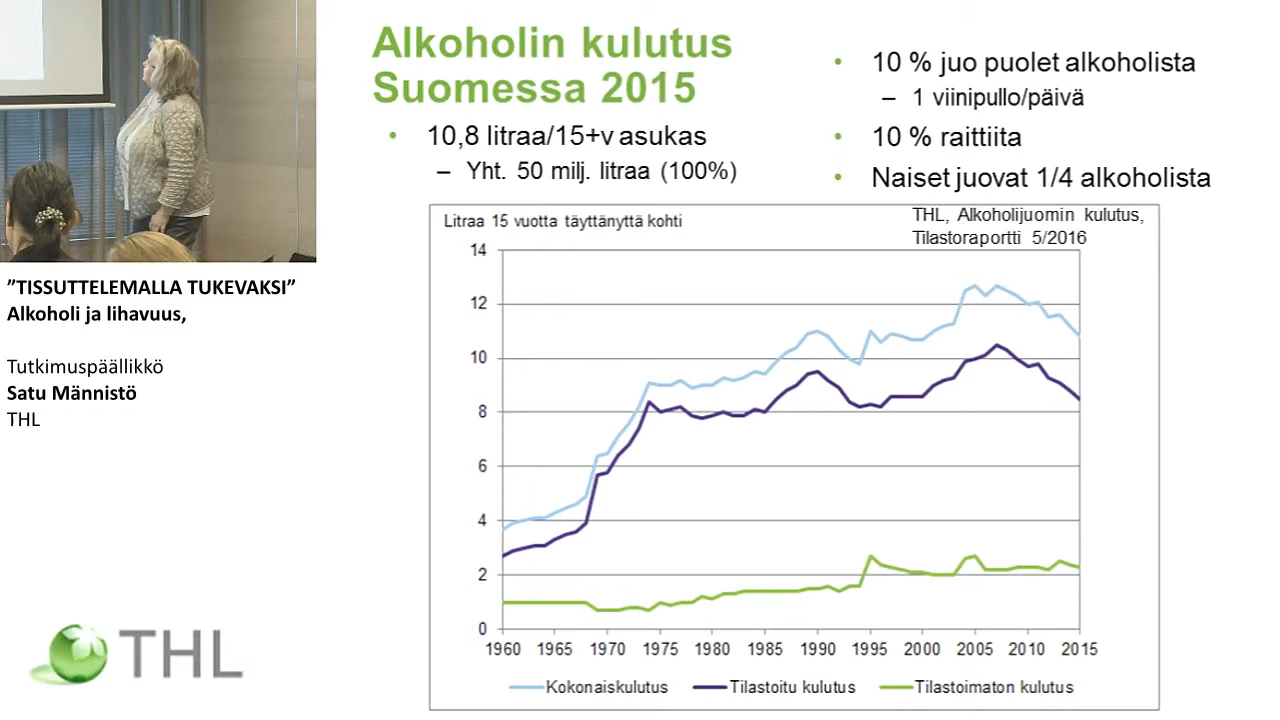 Alkoholin kulutus
Suomessa 2015
• 10,8 litraa/15+v asukas
– Yht. 50 milj. litraa (100%)
• 10 % juo puolet alkoholista
– 1 viinipullo/päivä
• 10 % raittiita
• Naiset juovat 1/4 alkoholista
”TISSUTTELEMALLA TUKEVAKSI”
Alkoholi ja lihavuus,
Tutkimuspäällikkö
Satu Männistö
THL
THL
Litraa 15 vuotta täyttänyttä kohti
THL, Alkoholijuomin kulutus,
Tilastoraportti 5/2016
14
12
10
8
6
4
2
0
1960 1965 1970 1975 1980 1985 1990 1995 2000 2005 2010 2015
Kokonaiskulutus Tilastoitu kulutus Tilastoimaton kulutus